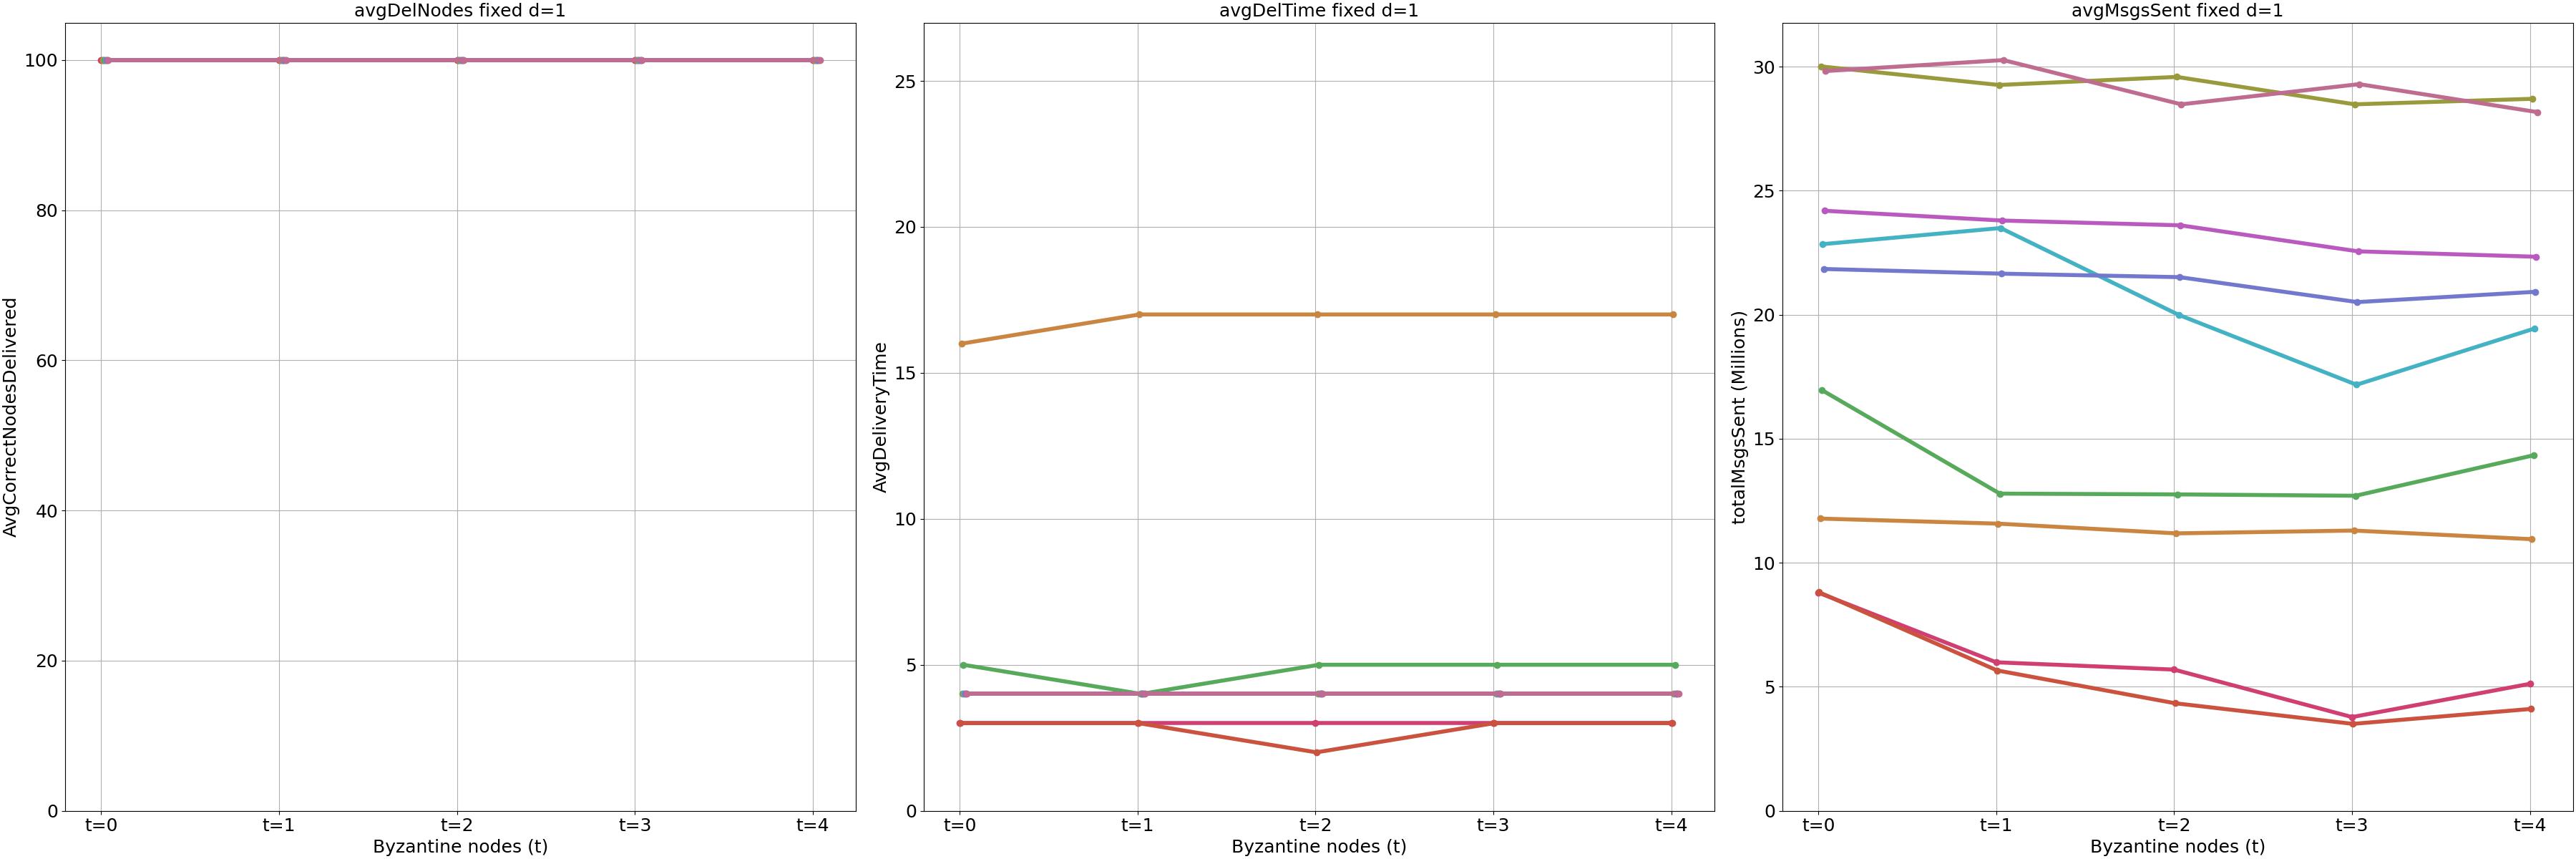 avgDelNodes fixed d=1
AvgCorrectNodesDelivered
100
80
60
40
20
0
t=0 t=1 t=2 t=3 t=4
Byzantine nodes (t)
avgDelTime fixed d=1
AvgDeliveryTime
25
20
15
10
5
0
t=0 t=1 t=2 t=3 t=4
Byzantine nodes (t)
avgMsgsSent fixed d=1
totalMsgsSent (Millions)
30
25
20
15
10
5
0
t=0 t=1 t=2 t=3 t=4
Byzantine nodes (t)